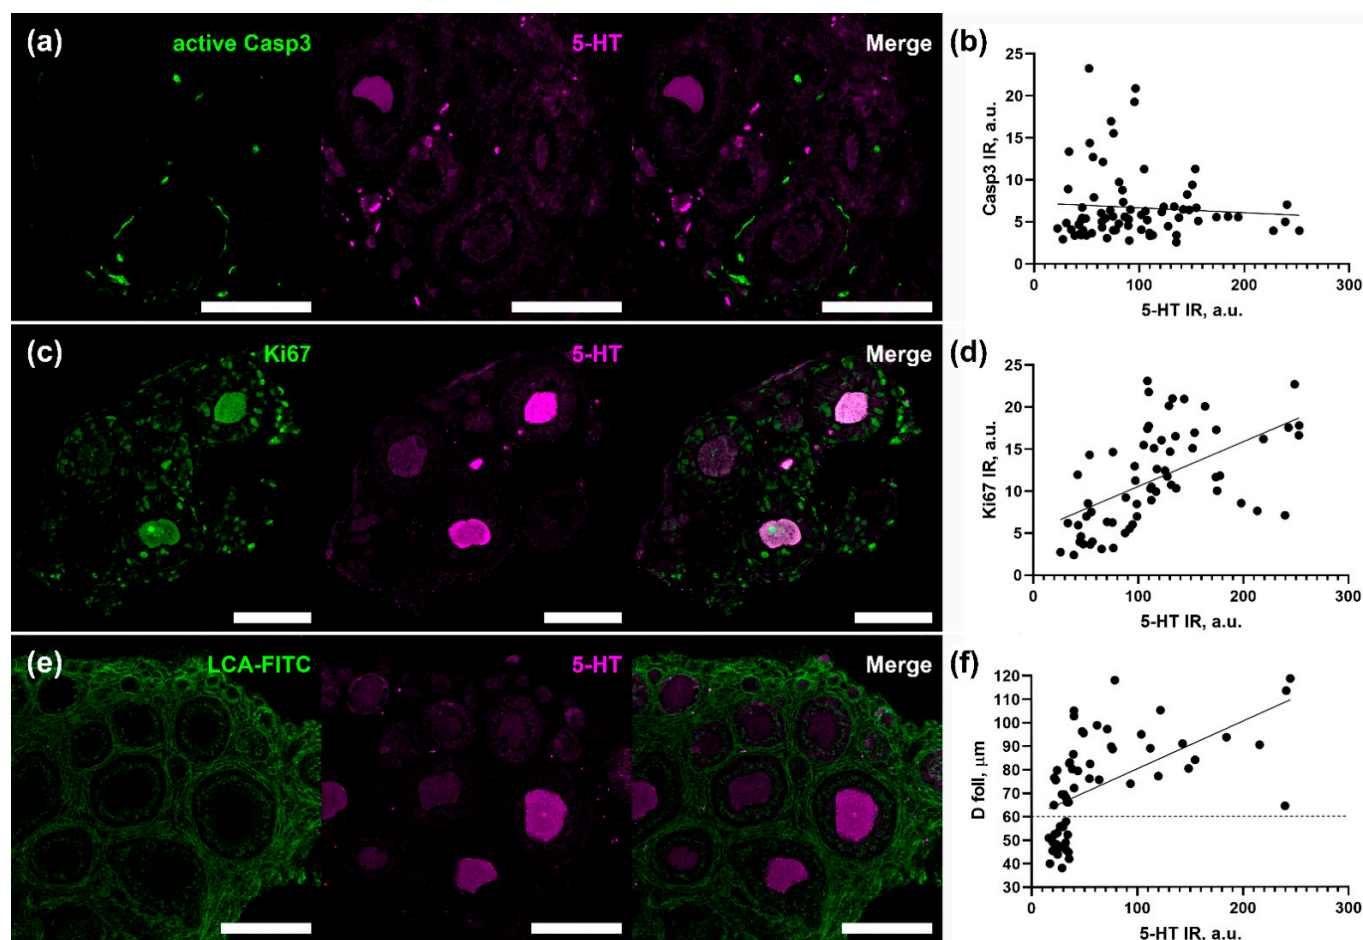 (a) active Casp3 5-HT Merge
(b)
25
20
15
10
5
0
Casp3 IR, a.u.
0 100 200 300
5-HT IR, a.u.
(c) Ki67 5-HT Merge
(d)
25
20
15
10
5
0
Ki67 IR, a.u.
0 100 200 300
5-HT IR, a.u.
(e) LCA-FITC 5-HT Merge
(f)
120
110
100
90
80
70
60
50
40
30
D foll, µm
0 100 200 300
5-HT IR, a.u.